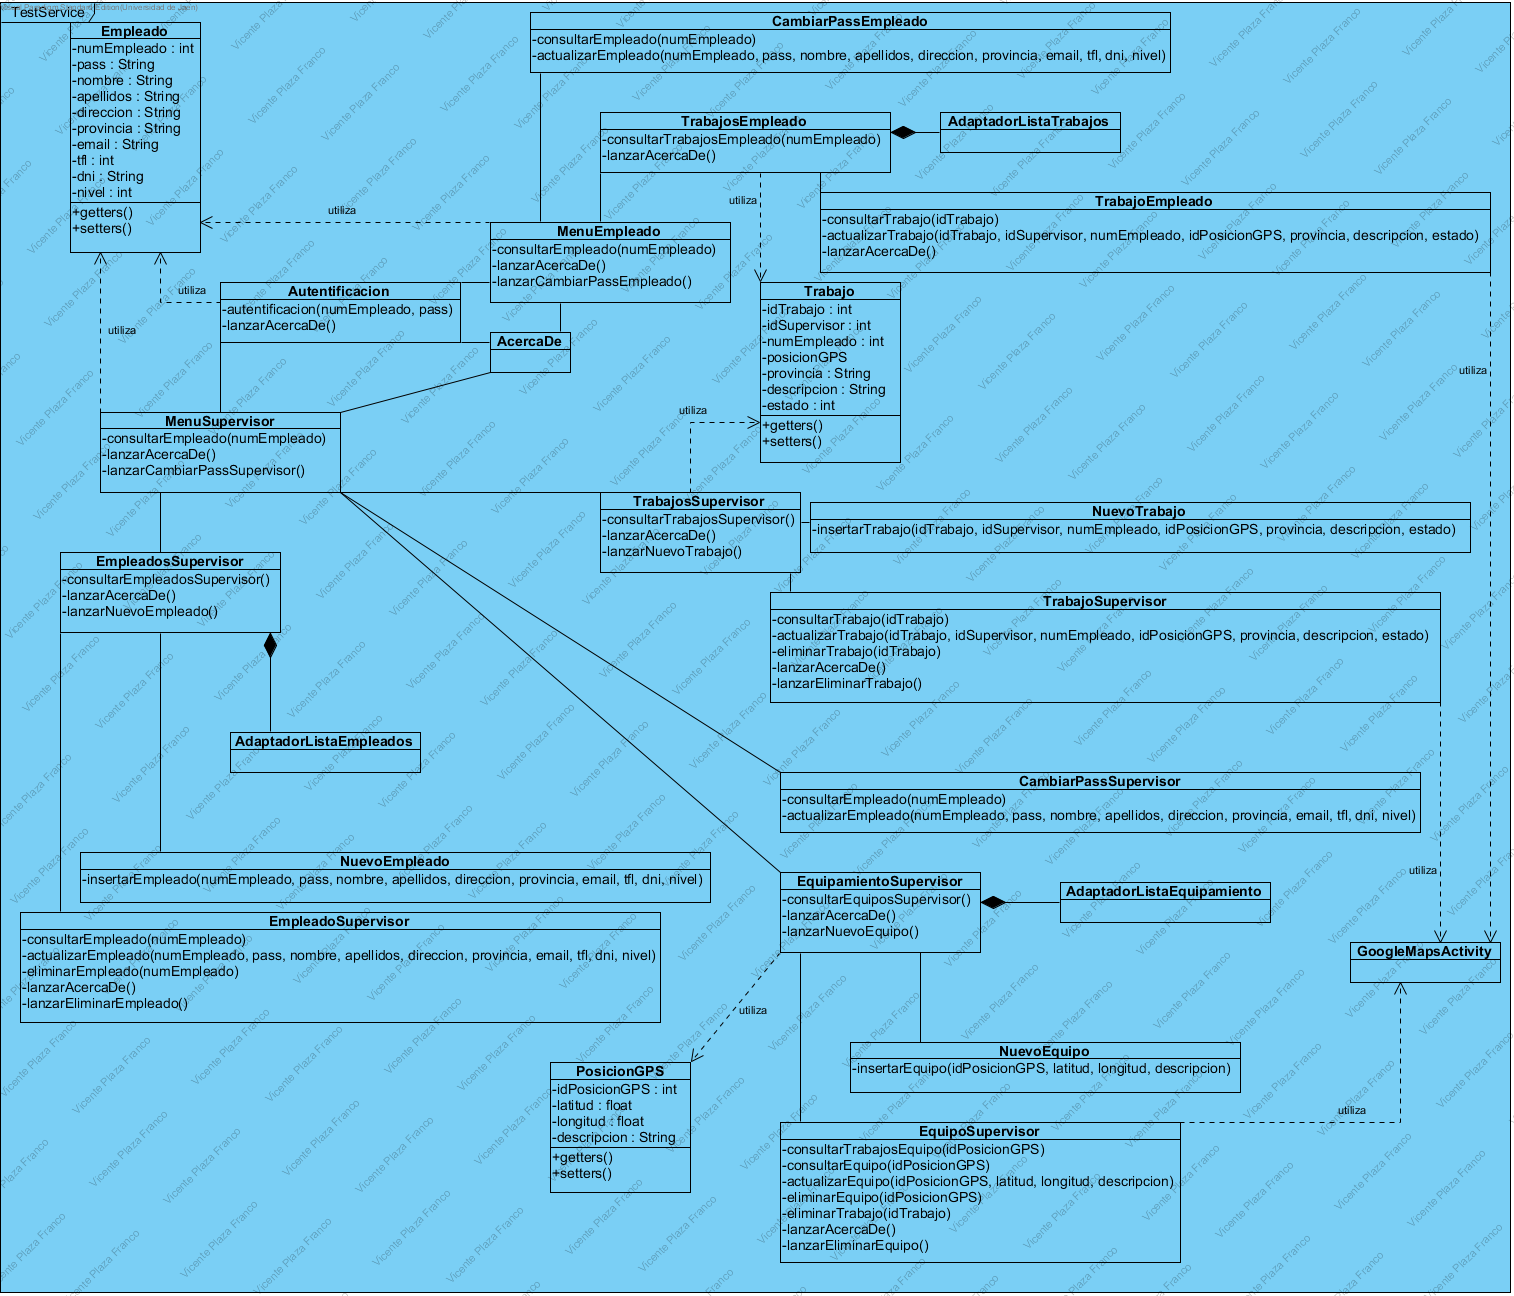 TestService
Empleado
-numEmpleado : int
-pass : String
-nombre : String
-apellidos : String
-direccion : String
-provincia : String
-email : String
-tfl : int
-dni : String
-nivel : int
+getters()
+setters()
CambiarPassEmpleado
-consultarEmpleado(numEmpleado)
-actualizarEmpleado(numEmpleado, pass, nombre, apellidos, direccion, provincia, email, tfl, dni, nivel)
TrabajosEmpleado
-consultarTrabajosEmpleado(numEmpleado)
-lanzarAcercaDe()
AdaptadorListaTrabajos
utiliza
utiliza
TrabajoEmpleado
-consultarTrabajo(idTrabajo)
-actualizarTrabajo(idTrabajo, idSupervisor, numEmpleado, idPosicionGPS, provincia, descripcion, estado)
-lanzarAcercaDe()
MenuEmpleado
-consultarEmpleado(numEmpleado)
-lanzarAcercaDe()
-lanzarCambiarPassEmpleado()
utiliza
Autentificacion
-autentificacion(numEmpleado, pass)
-lanzarAcercaDe()
utiliza
AcercaDe
Trabajo
-idTrabajo : int
-idSupervisor : int
-numEmpleado : int
-posicionGPS
-provincia : String
-descripcion : String
-estado : int
+getters()
+setters()
utiliza
utiliza
MenuSupervisor
-consultarEmpleado(numEmpleado)
-lanzarAcercaDe()
-lanzarCambiarPassSupervisor()
TrabajosSupervisor
-consultarTrabajosSupervisor()
-lanzarAcercaDe()
-lanzarNuevoTrabajo()
NuevoTrabajo
-insertarTrabajo(idTrabajo, idSupervisor, numEmpleado, idPosicionGPS, provincia, descripcion, estado)
EmpleadosSupervisor
-consultarEmpleadosSupervisor()
-lanzarAcercaDe()
-lanzarNuevoEmpleado()
TrabajoSupervisor
-consultarTrabajo(idTrabajo)
-actualizarTrabajo(idTrabajo, idSupervisor, numEmpleado, idPosicionGPS, provincia, descripcion, estado)
-eliminarTrabajo(idTrabajo)
-lanzarAcercaDe()
-lanzarEliminarTrabajo()
AdaptadorListaEmpleados
CambiarPassSupervisor
-consultarEmpleado(numEmpleado)
-actualizarEmpleado(numEmpleado, pass, nombre, apellidos, direccion, provincia, email, tfl, dni, nivel)
NuevoEmpleado
-insertarEmpleado(numEmpleado, pass, nombre, apellidos, direccion, provincia, email, tfl, dni, nivel)
utiliza
EquipamientoSupervisor
-consultarEquiposSupervisor()
-lanzarAcercaDe()
-lanzarNuevoEquipo()
AdaptadorListaEquipamiento
EmpleadoSupervisor
-consultarEmpleado(numEmpleado)
-actualizarEmpleado(numEmpleado, pass, nombre, apellidos, direccion, provincia, email, tfl, dni, nivel)
-eliminarEmpleado(numEmpleado)
-lanzarAcercaDe()
-lanzarEliminarEmpleado()
GoogleMapsActivity
utiliza
NuevoEquipo
-insertarEquipo(idPosicionGPS, latitud, longitud, descripcion)
PosicionGPS
-idPosicionGPS : int
-latitud : float
-longitud : float
-descripcion : String
+getters()
+setters()
utiliza
EquipoSupervisor
-consultarTrabajosEquipo(idPosicionGPS)
-consultarEquipo(idPosicionGPS)
-actualizarEquipo(idPosicionGPS, latitud, longitud, descripcion)
-eliminarEquipo(idPosicionGPS)
-eliminarTrabajo(idTrabajo)
-lanzarAcercaDe()
-lanzarEliminarEquipo()
Vicente Plaza Franco